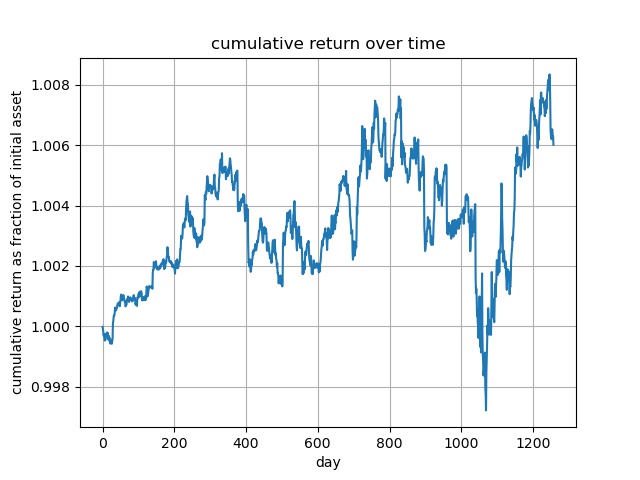 cumulative return over time
cumulative return as fraction of initial asset
1.008
1.006
1.004
1.002
1.000
0.998
0 200 400 600 800 1000 1200
day